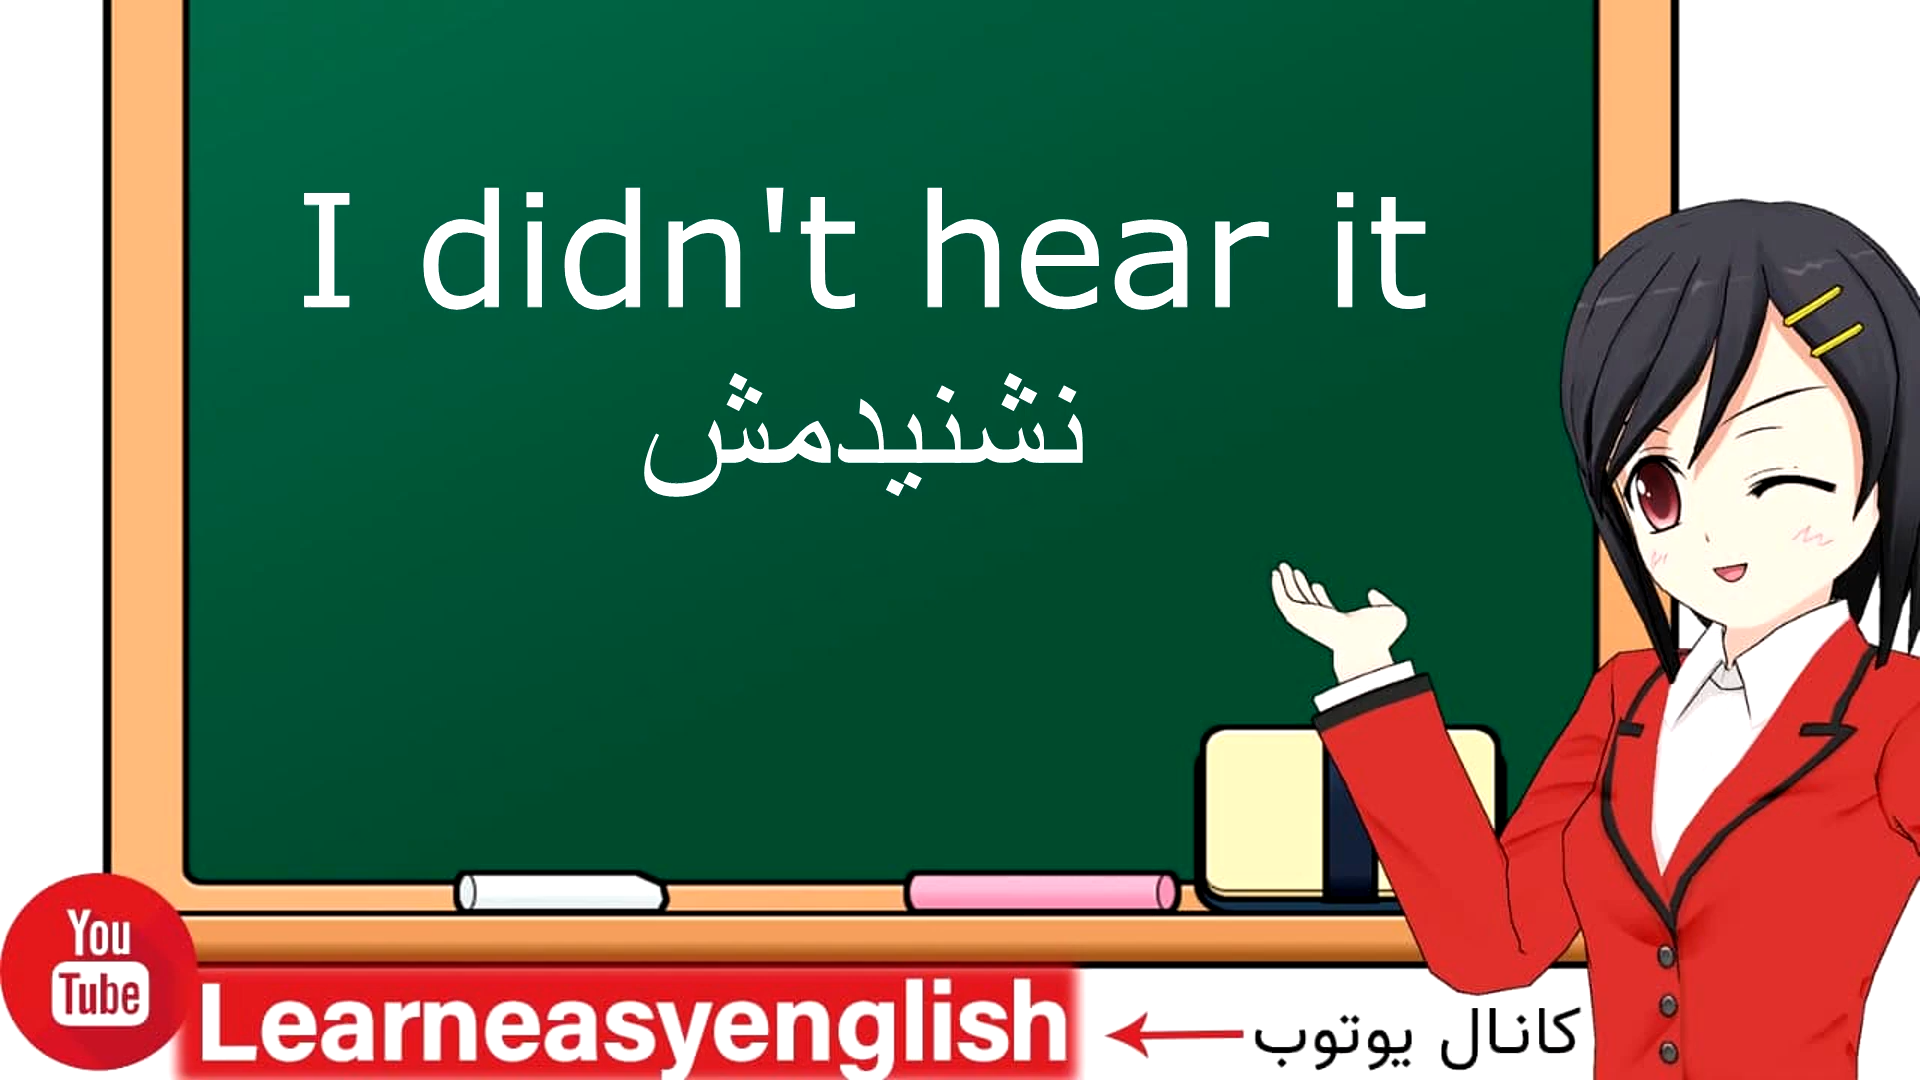 I didn't hear it
نشنیدمش
You
Tube
Learneasyenglish
کانال یوتوب